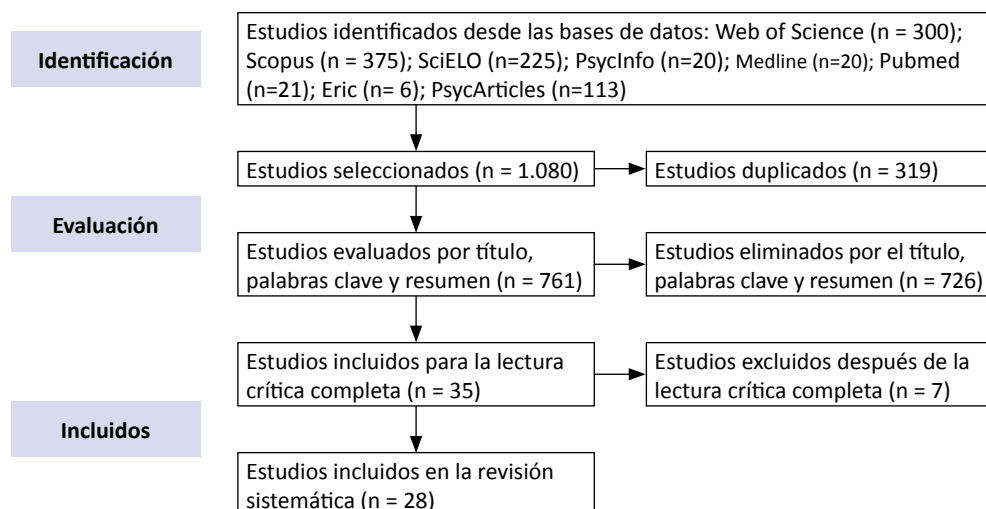 Identificación
Estudios identificados desde las bases de datos: Web of Science (n = 300);
Scopus (n = 375); SciELO (n=225); PsycInfo (n=20); Medline (n=20); Pubmed
(n=21); Eric (n= 6); PsycArticles (n=113)
Estudios seleccionados (n = 1.080)
Estudios duplicados (n = 319)
Evaluación
Estudios evaluados por título,
palabras clave y resumen (n = 761)
Estudios eliminados por el título,
palabras clave y resumen (n = 726)
Estudios incluidos para la lectura
crítica completa (n = 35)
Estudios excluidos después de la
lectura crítica completa (n = 7)
Incluidos
Estudios incluidos en la revisión
sistemática (n = 28)